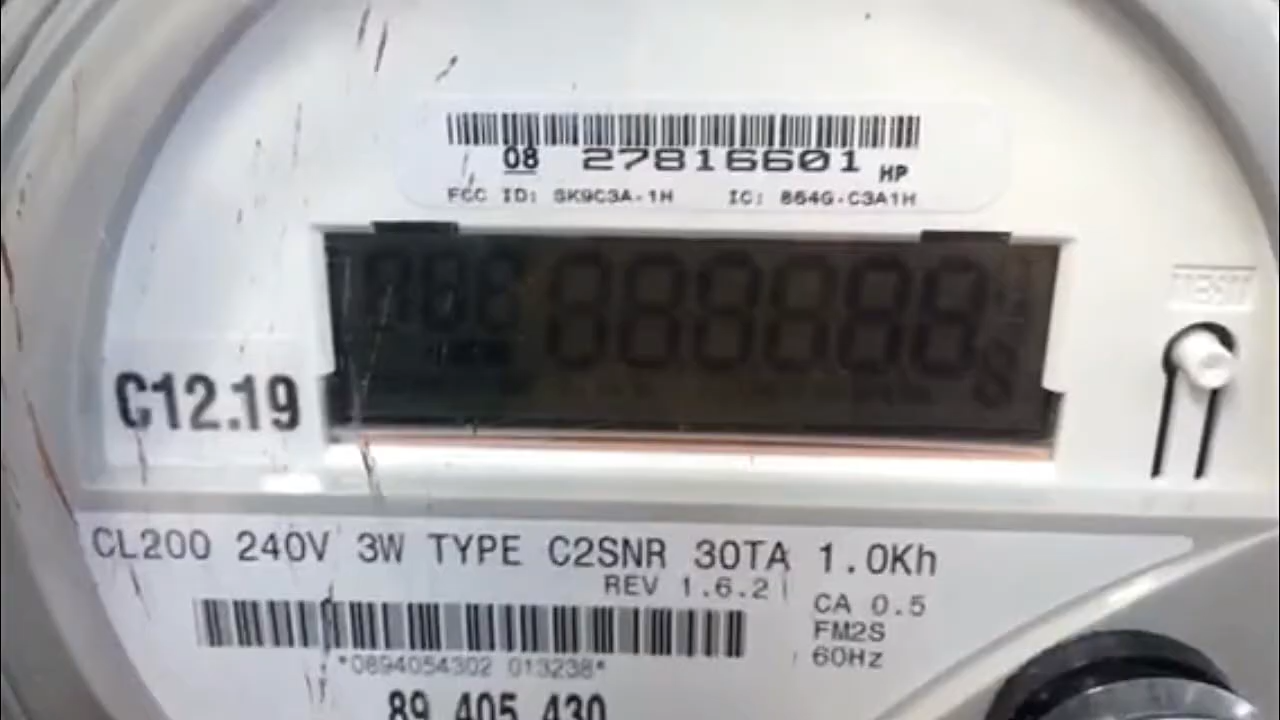 08 27816601 HP
FCC ID: SK9C3A-1H IC: 864G-C3A1H
C12.19
CL200 240V 3W TYPE C2SNR 30TA 1.0Kh
REV 1.6.2
CA 0.5
FM2S
60Hz
*0894054302 013238*
89 405 430